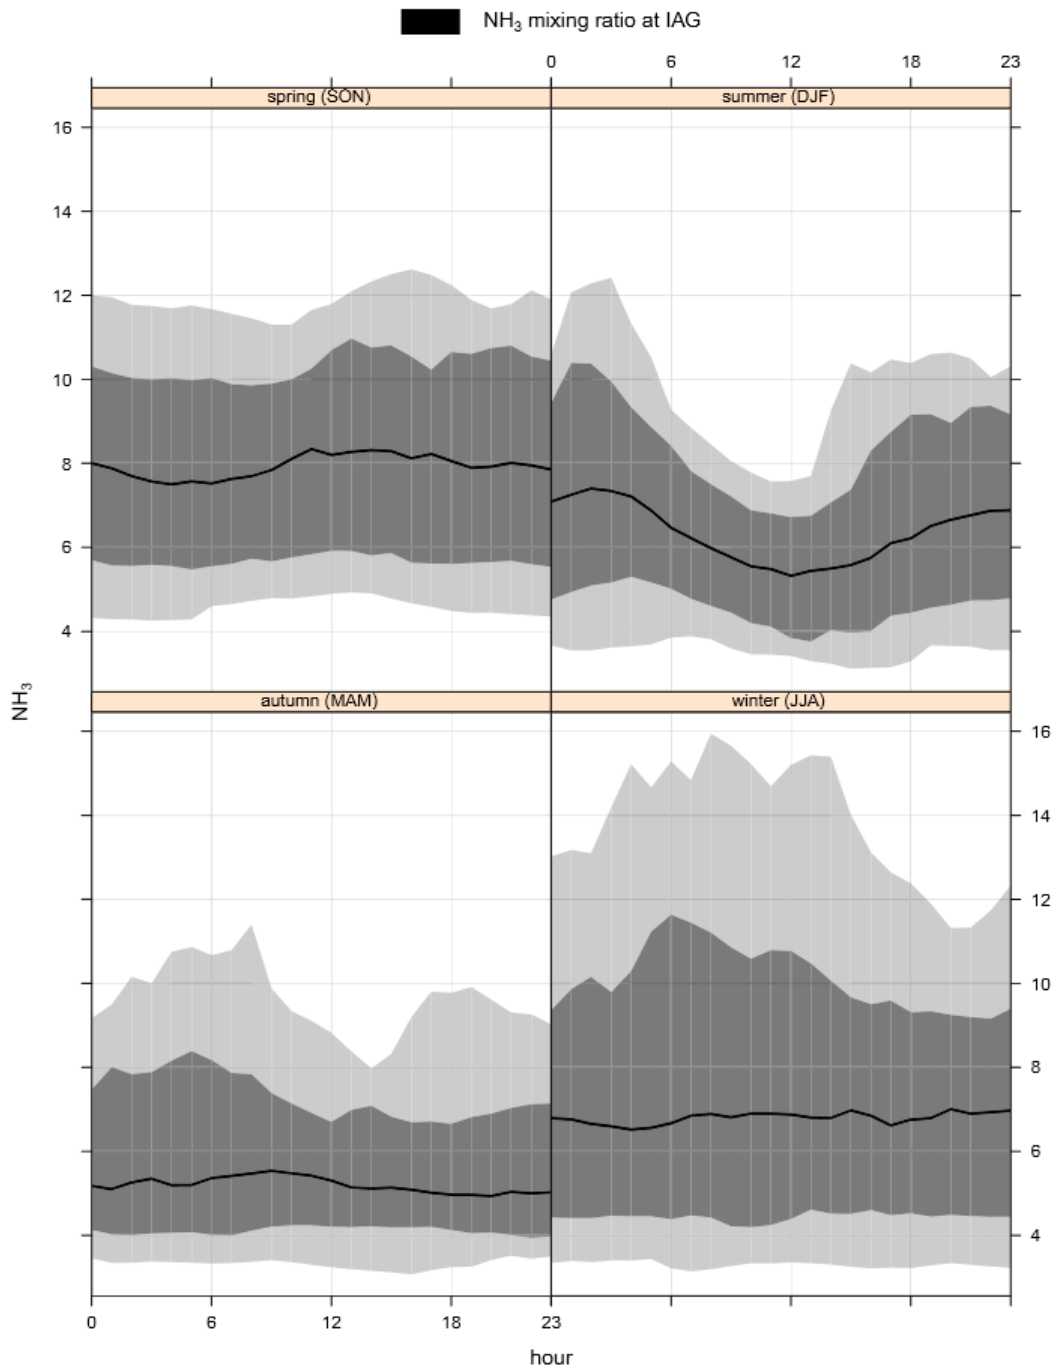 NH₃ mixing ratio at IAG
0 6 12 18 23
spring (SON) summer (DJF)
16
14
12
10
8
6
4
NH₃
autumn (MAM) winter (JJA)
16
14
12
10
8
6
4
0 6 12 18 23
hour